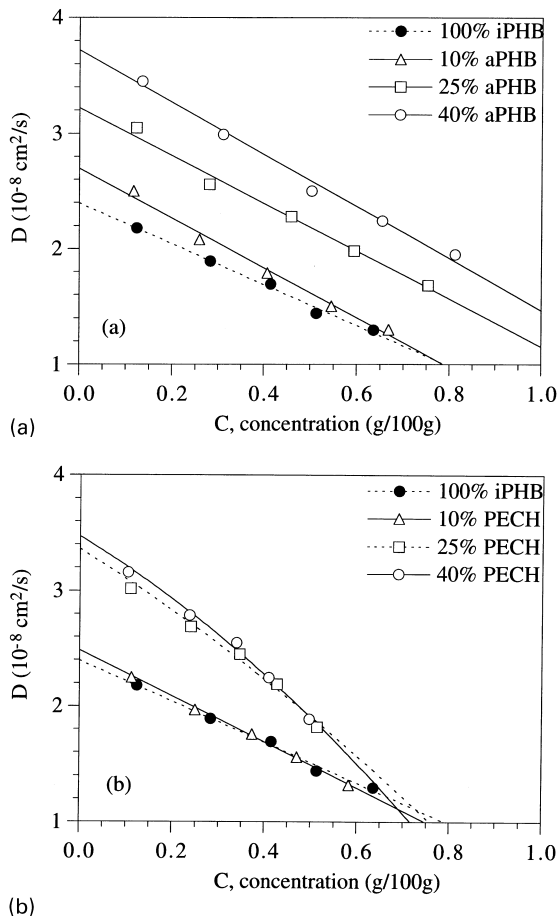 4
3
2
1
D (10⁻⁸ cm²/s)
100% iPHB
10% aPHB
25% aPHB
40% aPHB
(a)
0.0 0.2 0.4 0.6 0.8 1.0
C, concentration (g/100g)
(a)
4
3
2
1
D (10⁻⁸ cm²/s)
100% iPHB
10% PECH
25% PECH
40% PECH
(b)
0.0 0.2 0.4 0.6 0.8 1.0
C, concentration (g/100g)
(b)